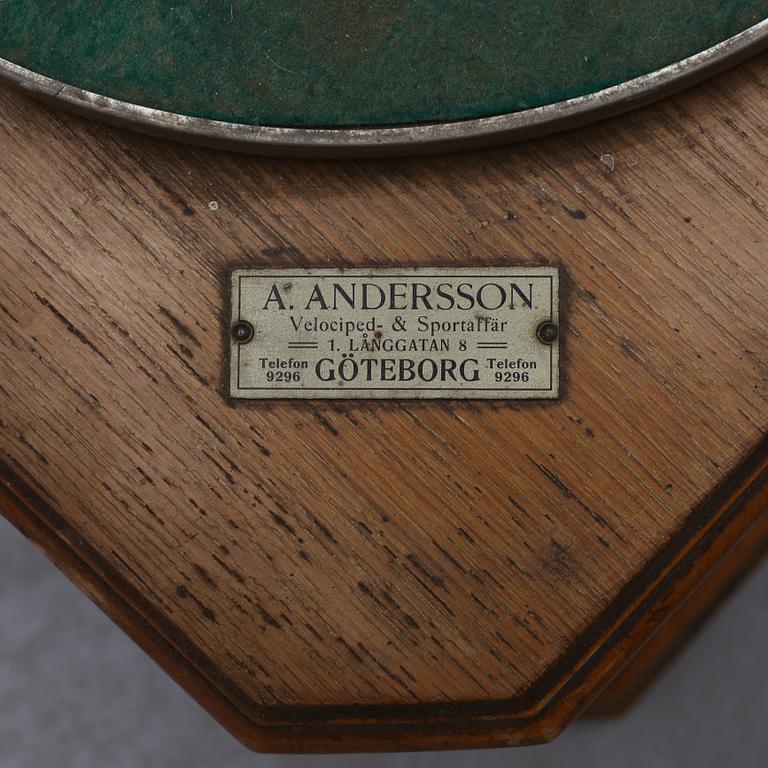 A. ANDERSSON
Velociped- & Sportaffär
1. LÅNGGATAN 8
Telefon 9296 GÖTEBORG Telefon 9296